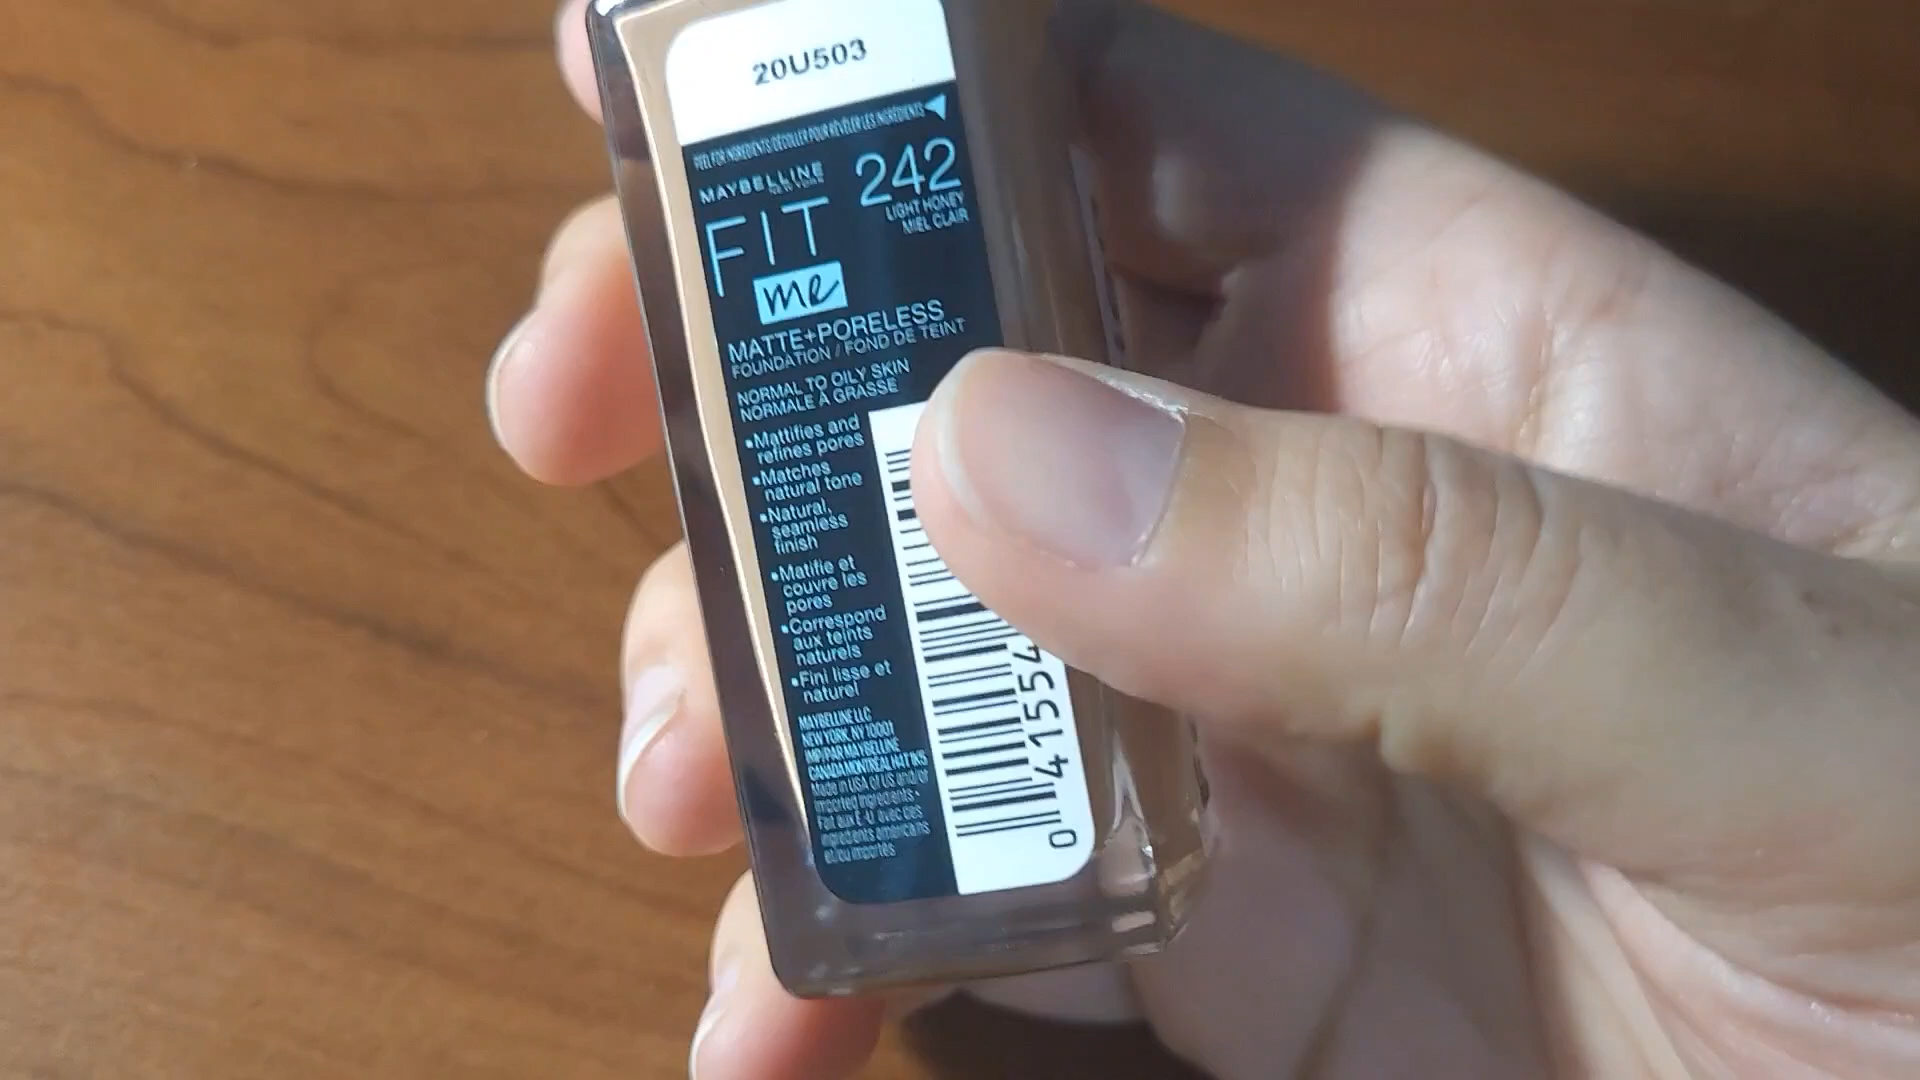 20U503
PEEL FOR INGREDIENTS DÉCOLLER POUR RÉVÉLER LES INGRÉDIENTS
MAYBELLINE
NEW YORK
242
LIGHT HONEY
MIEL CLAIR
FIT
me
MATTE+PORELESS
FOUNDATION / FOND DE TEINT
NORMAL TO OILY SKIN
NORMALE À GRASSE
•Mattifies and
refines pores
•Matches
natural tone
•Natural,
seamless
finish
•Matifie et
couvre les
pores
•Correspond
aux teints
naturels
•Fini lisse et
naturel
MAYBELLINE LLC
NEW YORK, NY 10001
IMP/PAR MAYBELLINE
CANADA MONTRÉAL H4T 1K5
Made in USA of US and/or
imported ingredients •
Fait aux É.-U. avec des
ingrédients américains
et/ou importés
0 41554